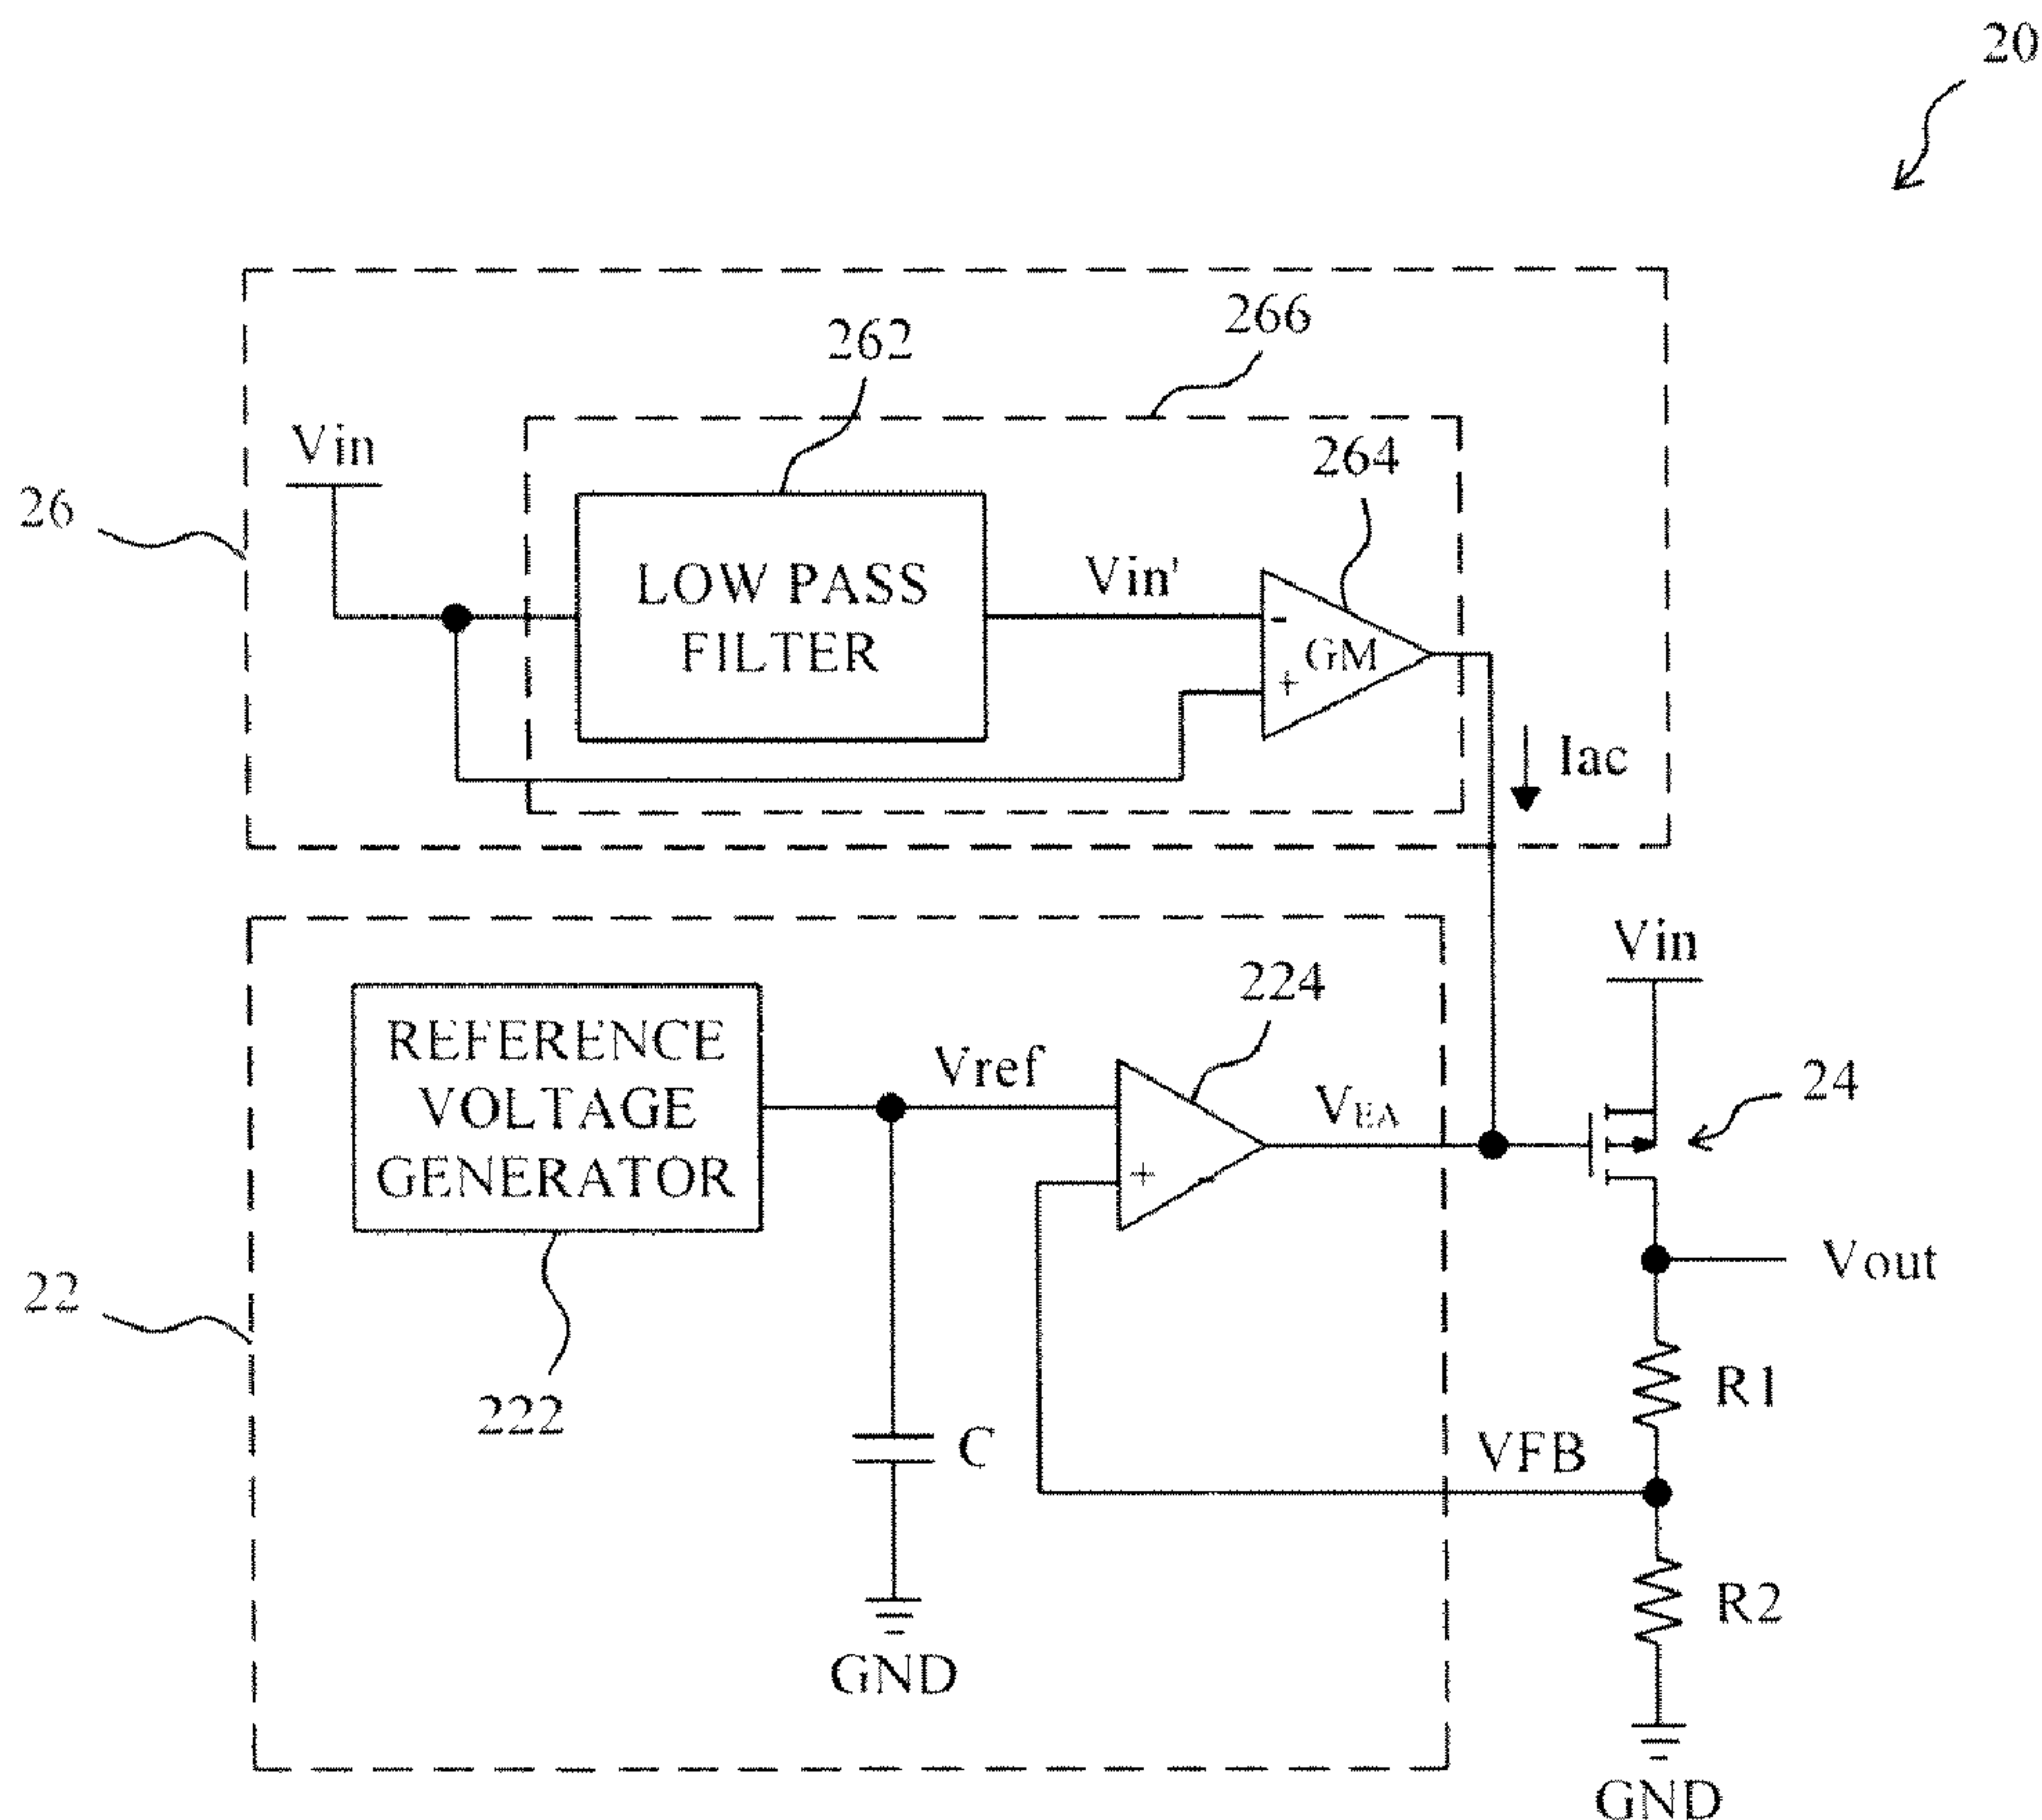 20
266
262
Vin
264
26
LOW PASS
FILTER
Vin'
-
GM
+
Iac
Vin
224
REFERENCE
VOLTAGE
GENERATOR
Vref
VEA
24
+
Vout
22
222
C
R1
VFB
R2
GND
GND